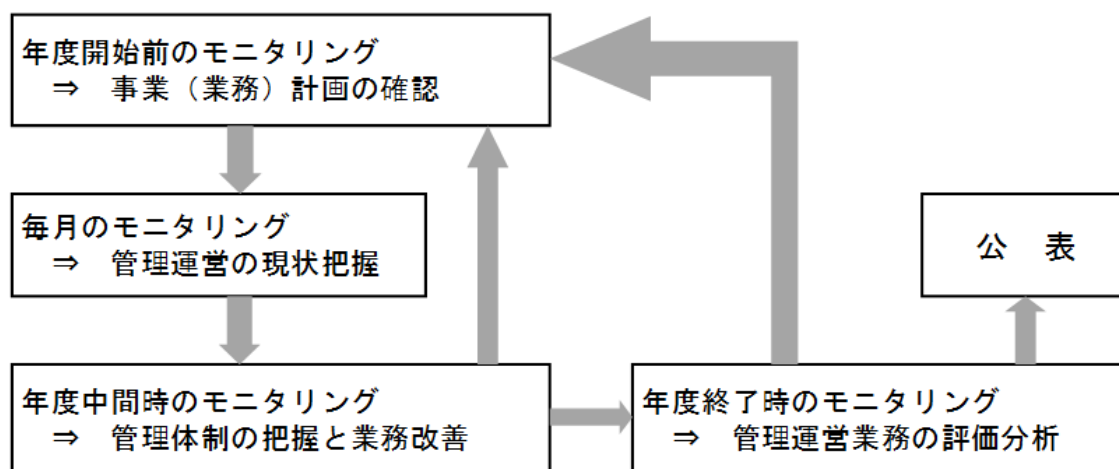 年度開始前のモニタリング
⇒　事業（業務）計画の確認
毎月のモニタリング
⇒　管理運営の現状把握
公　表
年度中間時のモニタリング
⇒　管理体制の把握と業務改善
年度終了時のモニタリング
⇒　管理運営業務の評価分析